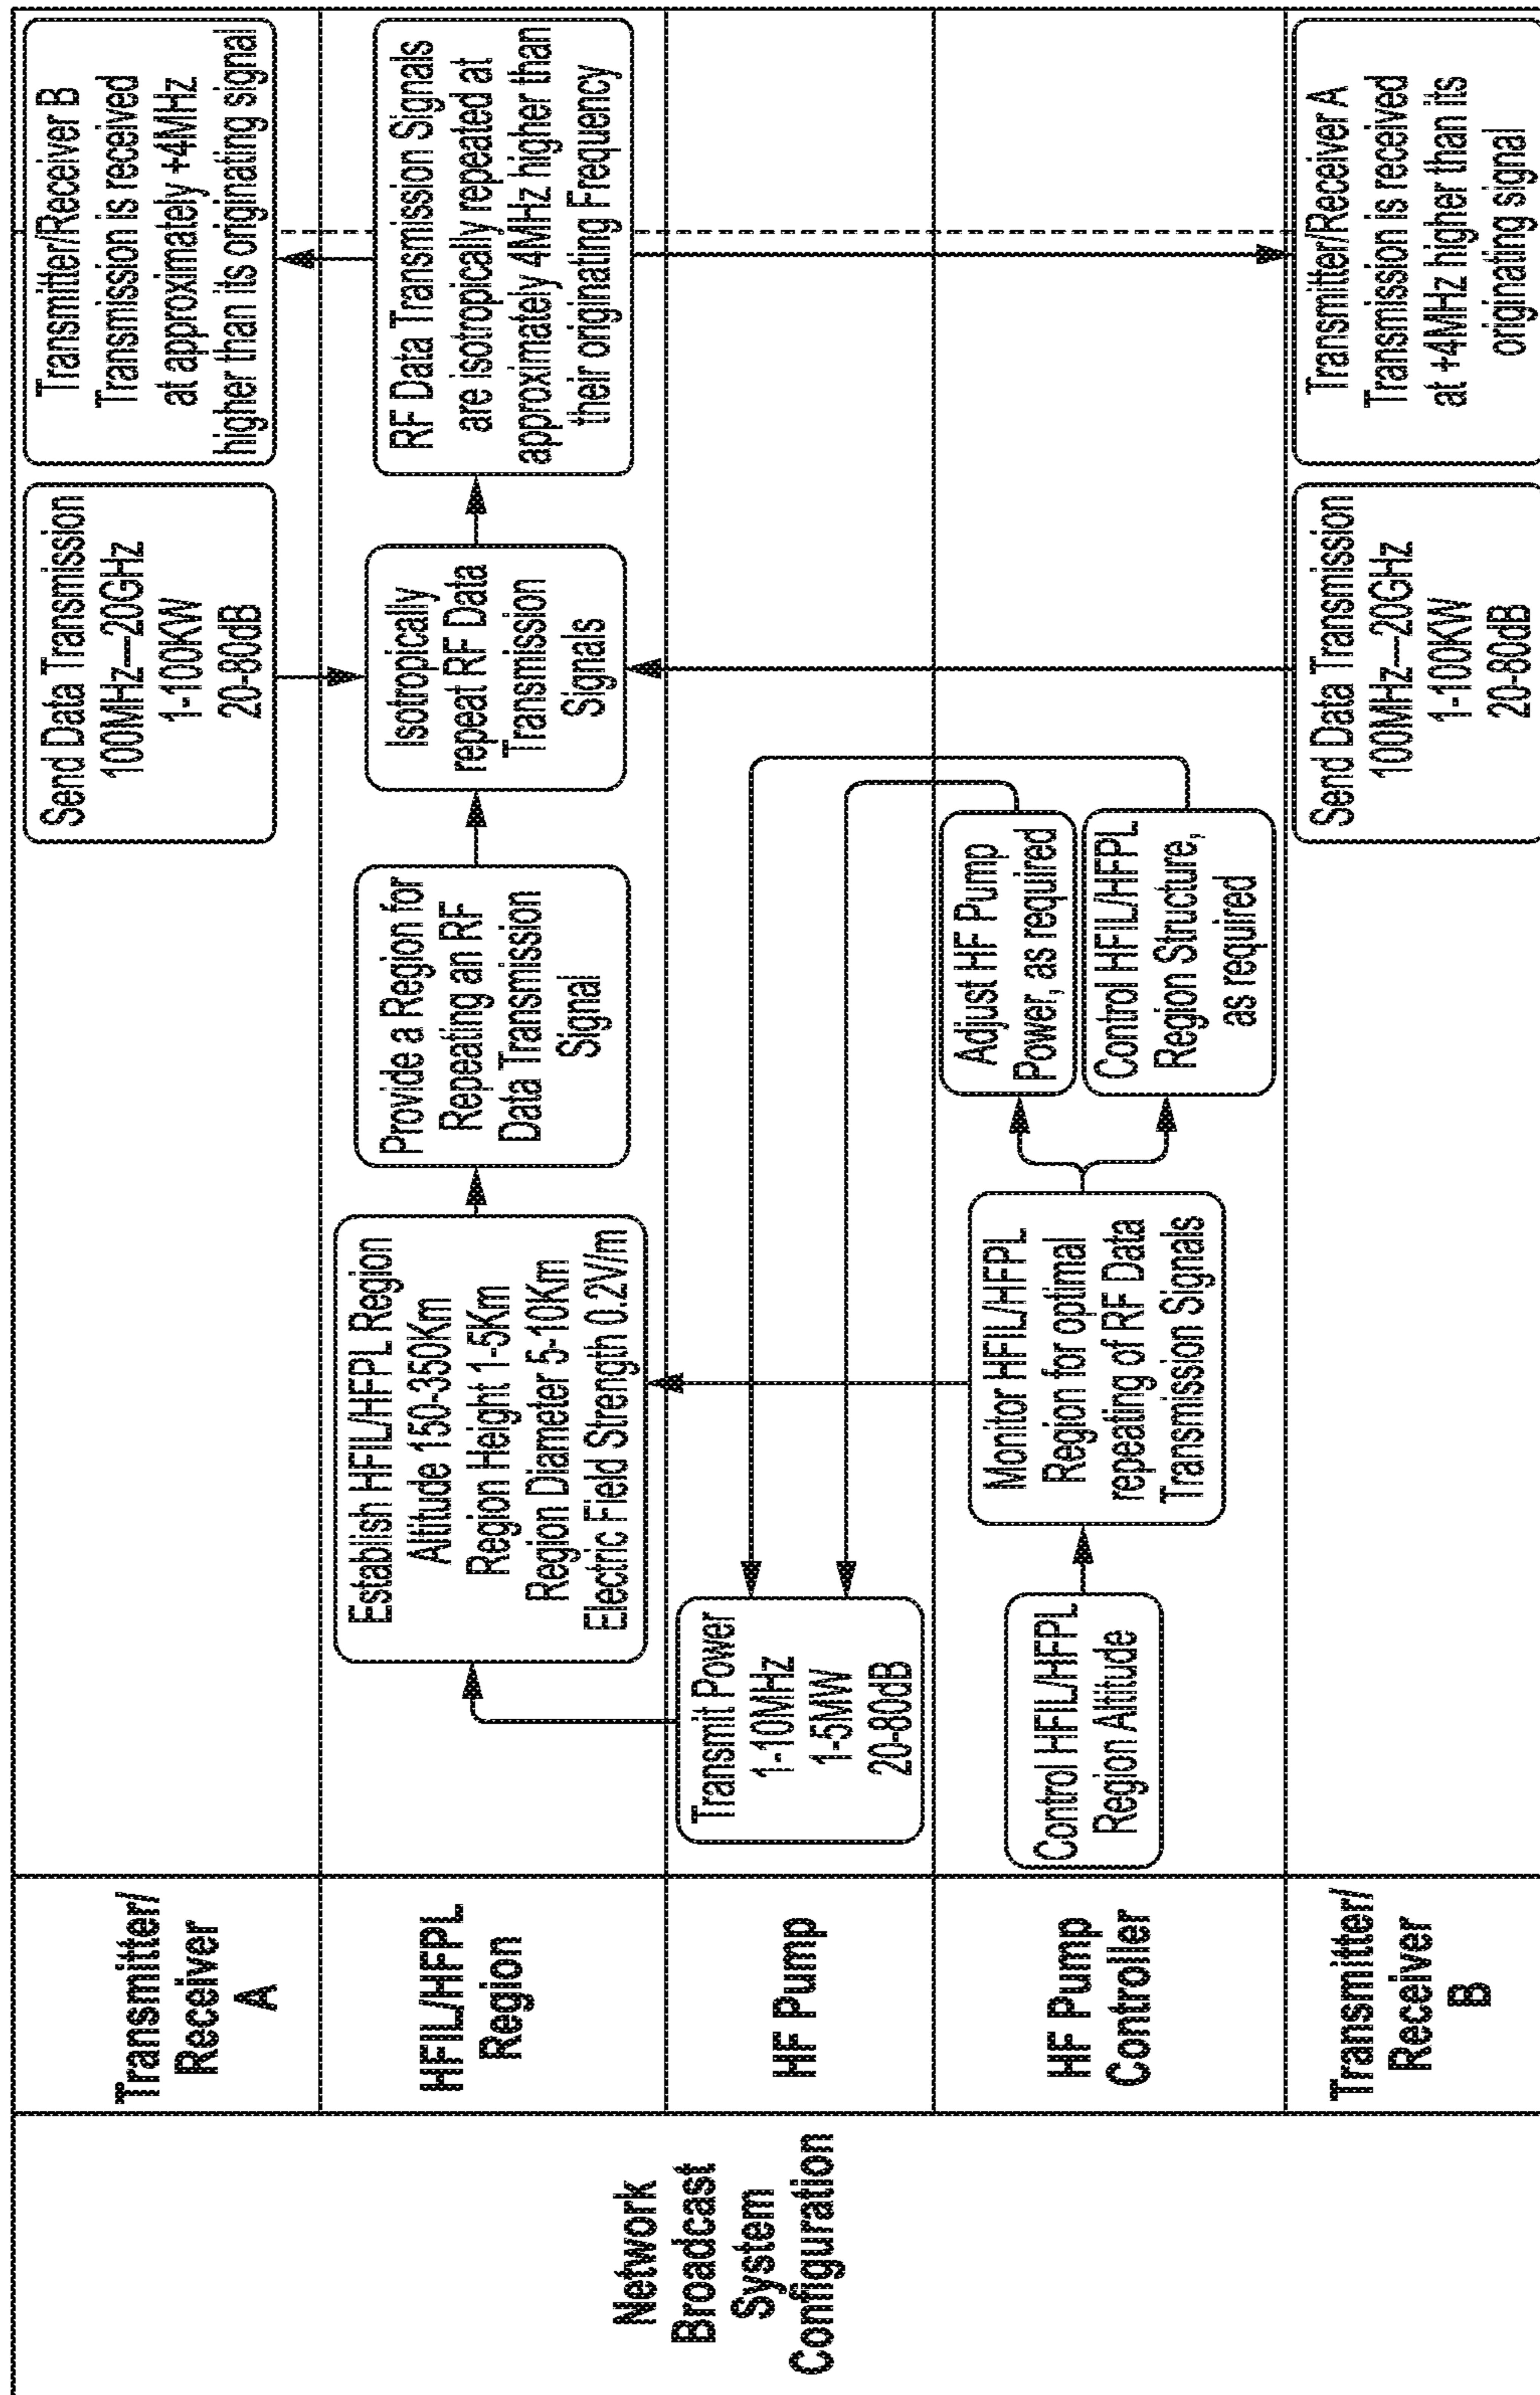 Network
Broadcast
System
Configuration
Transmitter/
Receiver
A
Send Data Transmission
100MHz---20GHz
1-100KW
20-80dB
Transmitter/Receiver B
Transmission is received
at approximately +4MHz
higher than its originating signal
HFIL/HFPL
Region
Establish HFIL/HFPL Region
Altitude 150-350Km
Region Height 1-5Km
Region Diameter 5-10Km
Electric Field Strength 0.2V/m
Provide a Region for
Repeating an RF
Data Transmission
Signal
Isotropically
repeat RF Data
Transmission
Signals
RF Data Transmission Signals
are isotropically repeated at
approximately 4MHz higher than
their originating Frequency
HF Pump
Transmit Power
1-10MHz
1-5MW
20-80dB
HF Pump
Controller
Control HFIL/HFPL
Region Altitude
Monitor HFIL/HFPL
Region for optimal
repeating of RF Data
Transmission Signals
Adjust HF Pump
Power, as required
Control HFIL/HFPL
Region Structure,
as required
Transmitter/
Receiver
B
Send Data Transmission
100MHz---20GHz
1-100KW
20-80dB
Transmitter/Receiver A
Transmission is received
at +4MHz higher than its
originating signal